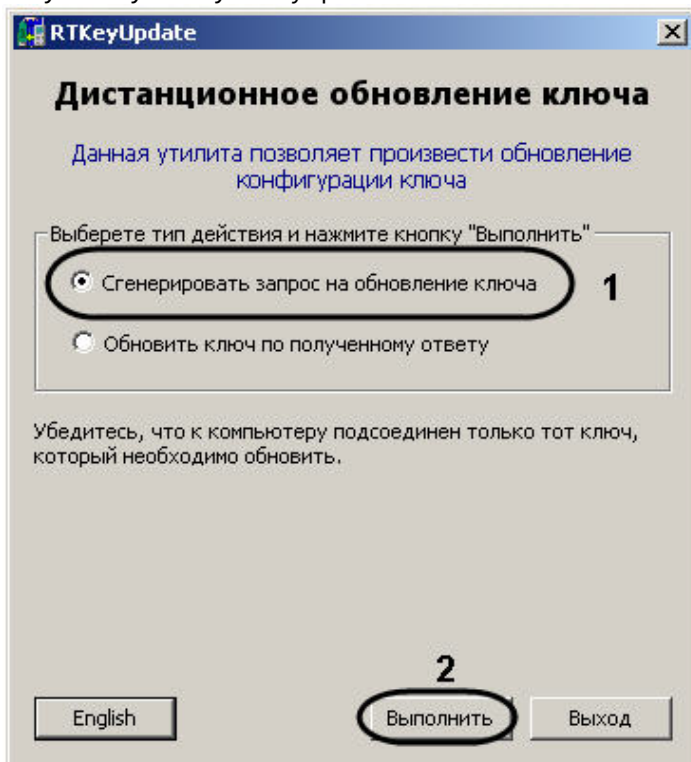 RTKeyUpdate
Дистанционное обновление ключа
Данная утилита позволяет произвести обновление
конфигурации ключа
Выберете тип действия и нажмите кнопку "Выполнить"
Сгенерировать запрос на обновление ключа
1
Обновить ключ по полученному ответу
Убедитесь, что к компьютеру подсоединен только тот ключ,
который необходимо обновить.
2
English
Выполнить
Выход